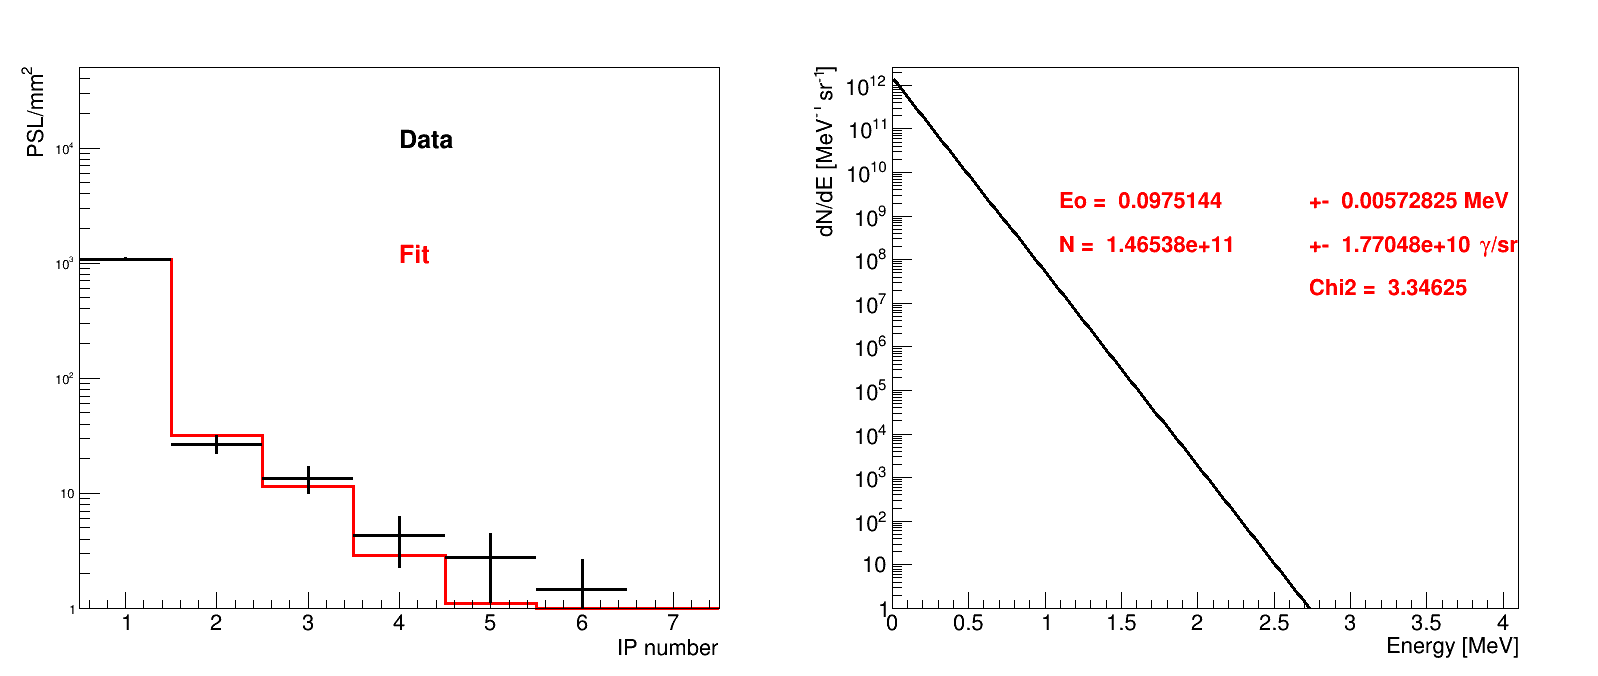 PSL/mm²
10⁴
10³
10²
10
1
Data
Fit
1 2 3 4 5 6 7
IP number
dN/dE [MeV⁻¹ sr⁻¹]
10¹²
10¹¹
10¹⁰
10⁹
10⁸
10⁷
10⁶
10⁵
10⁴
10³
10²
10
1
Eo = 0.0975144 +- 0.00572825 MeV
N = 1.46538e+11 +- 1.77048e+10 γ/sr
Chi2 = 3.34625
0 0.5 1 1.5 2 2.5 3 3.5 4
Energy [MeV]